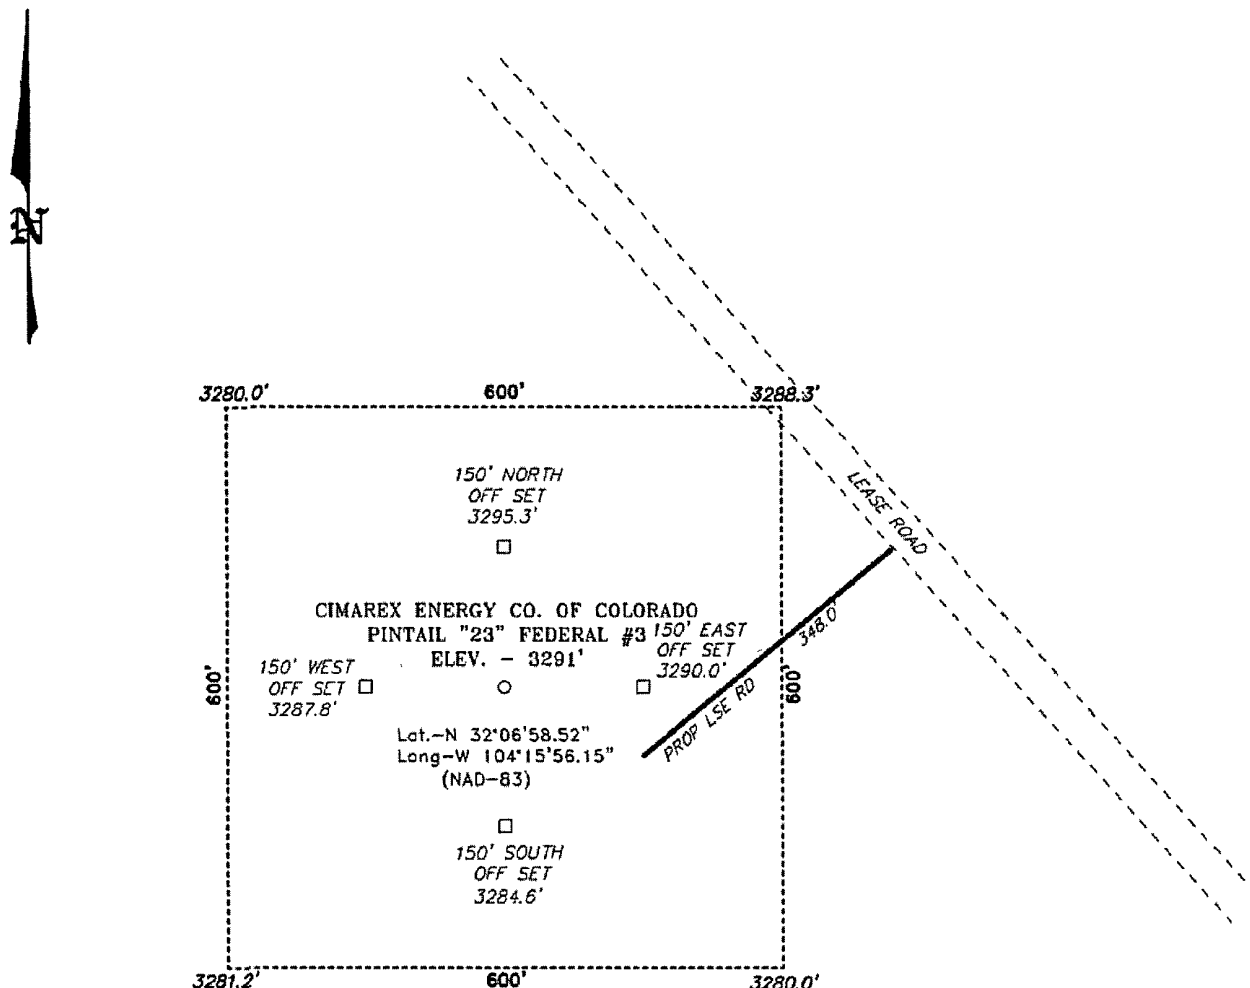 N
3280.0' 600' 3288.3'
LEASE ROAD
150' NORTH
OFF SET
3295.3'
CIMAREX ENERGY CO. OF COLORADO
PINTAIL "23" FEDERAL #3
ELEV. - 3291'
150' EAST
OFF SET
3290.0'
348.0'
PROP LSE RD
600'
150' WEST
OFF SET
3287.8'
600'
Lat.-N 32°06'58.52"
Long-W 104°15'56.15"
(NAD-83)
150' SOUTH
OFF SET
3284.6'
3281.2' 600' 3280.0'